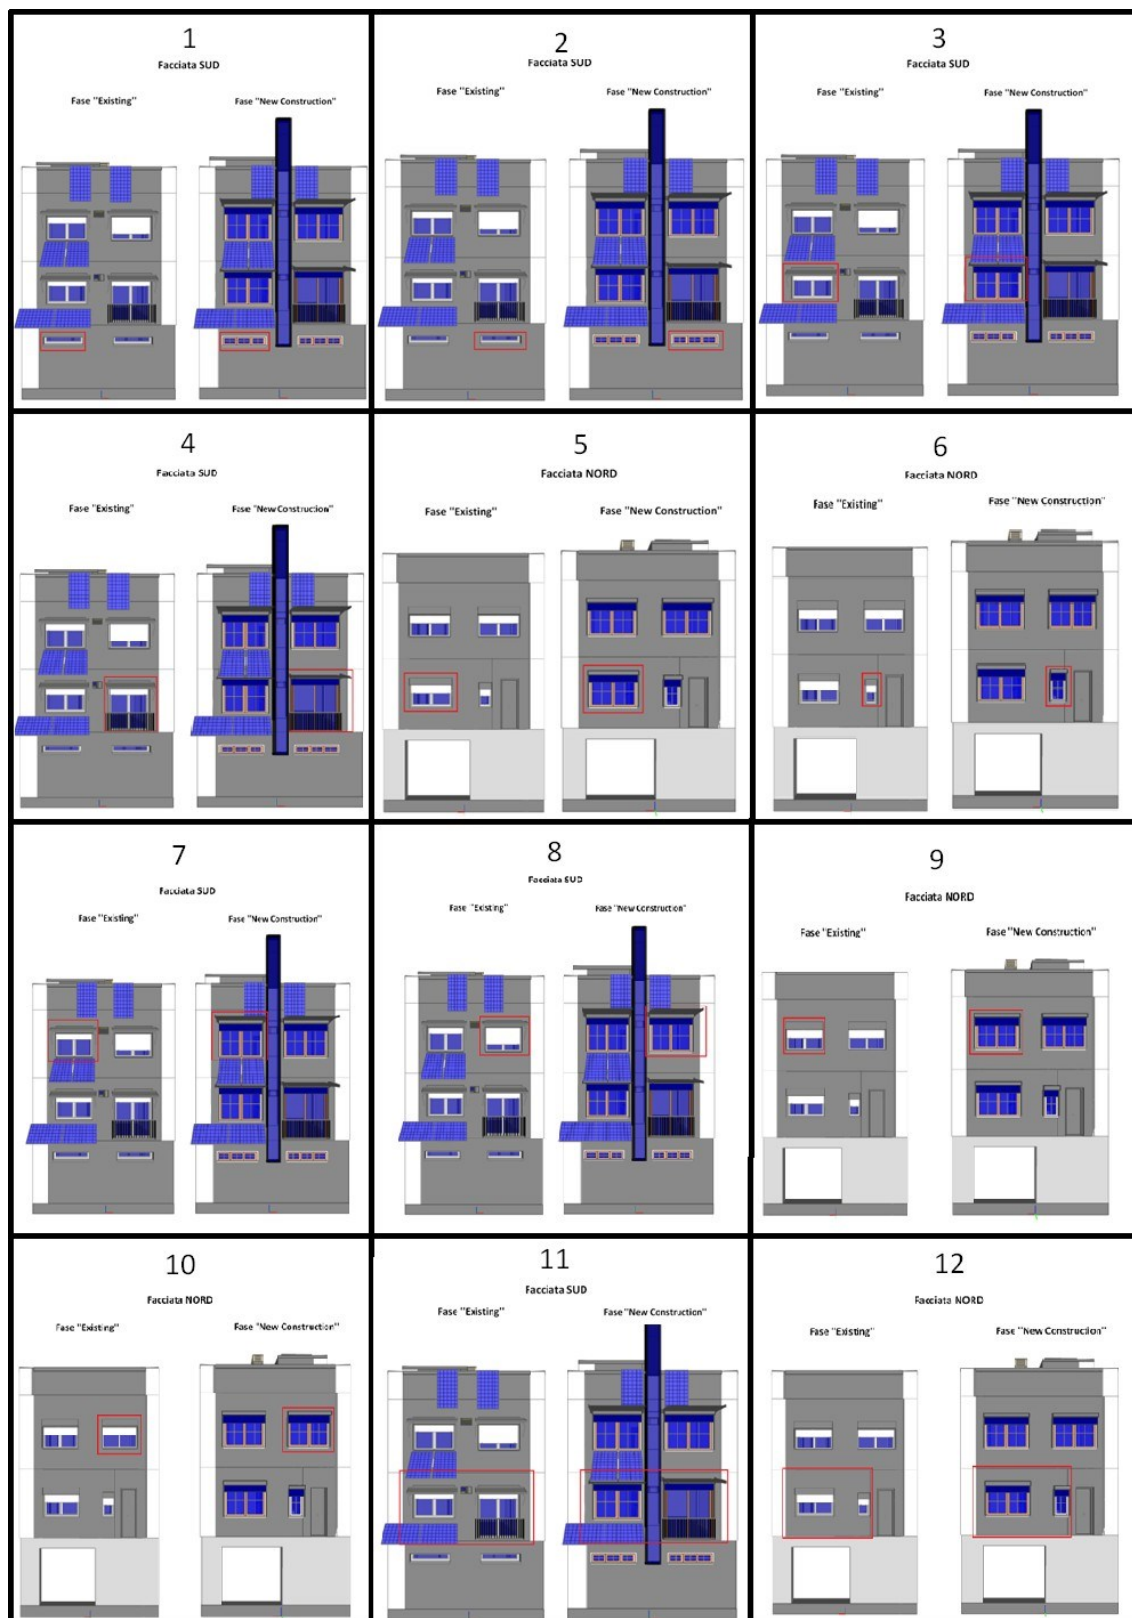 1
Facciata SUD
Fase "Existing" Fase "New Construction"
2
Facciata SUD
Fase "Existing" Fase "New Construction"
3
Facciata SUD
Fase "Existing" Fase "New Construction"
4
Facciata SUD
Fase "Existing" Fase "New Construction"
5
Facciata NORD
Fase "Existing" Fase "New Construction"
6
Facciata NORD
Fase "Existing" Fase "New Construction"
7
Facciata SUD
Fase "Existing" Fase "New Construction"
8
Facciata SUD
Fase "Existing" Fase "New Construction"
9
Facciata NORD
Fase "Existing" Fase "New Construction"
10
Facciata NORD
Fase "Existing" Fase "New Construction"
11
Facciata SUD
Fase "Existing" Fase "New Construction"
12
Facciata NORD
Fase "Existing" Fase "New Construction"